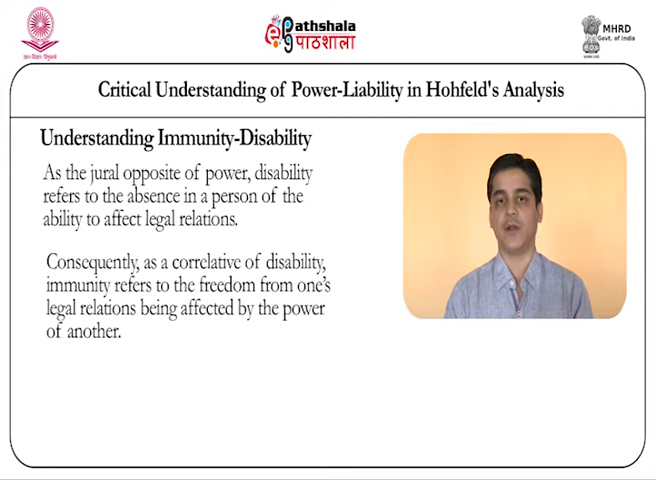 Pathshala
पाठशाला
MHRD
Govt. of India
ज्ञान-विज्ञान विमुक्तये
Critical Understanding of Power-Liability in Hohfeld's Analysis
Understanding Immunity-Disability
As the jural opposite of power, disability
refers to the absence in a person of the
ability to affect legal relations.
Consequently, as a correlative of disability,
immunity refers to the freedom from one's
legal relations being affected by the power
of another.